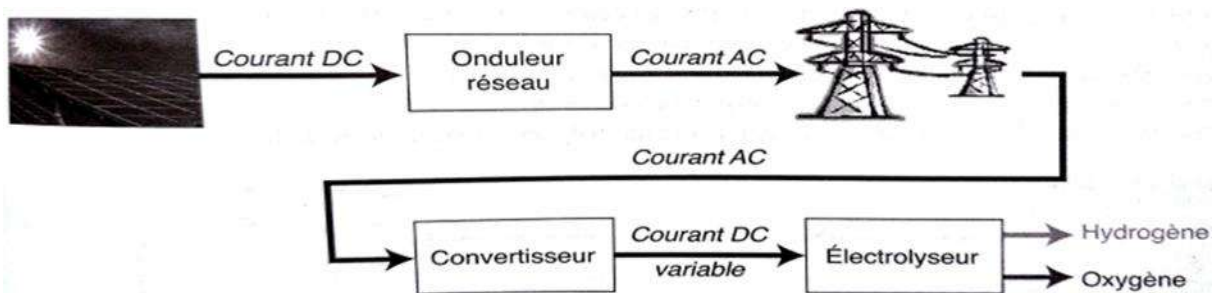 Courant DC
Onduleur
réseau
Courant AC
Courant AC
Convertisseur
Courant DC
variable
Électrolyseur
Hydrogène
Oxygène